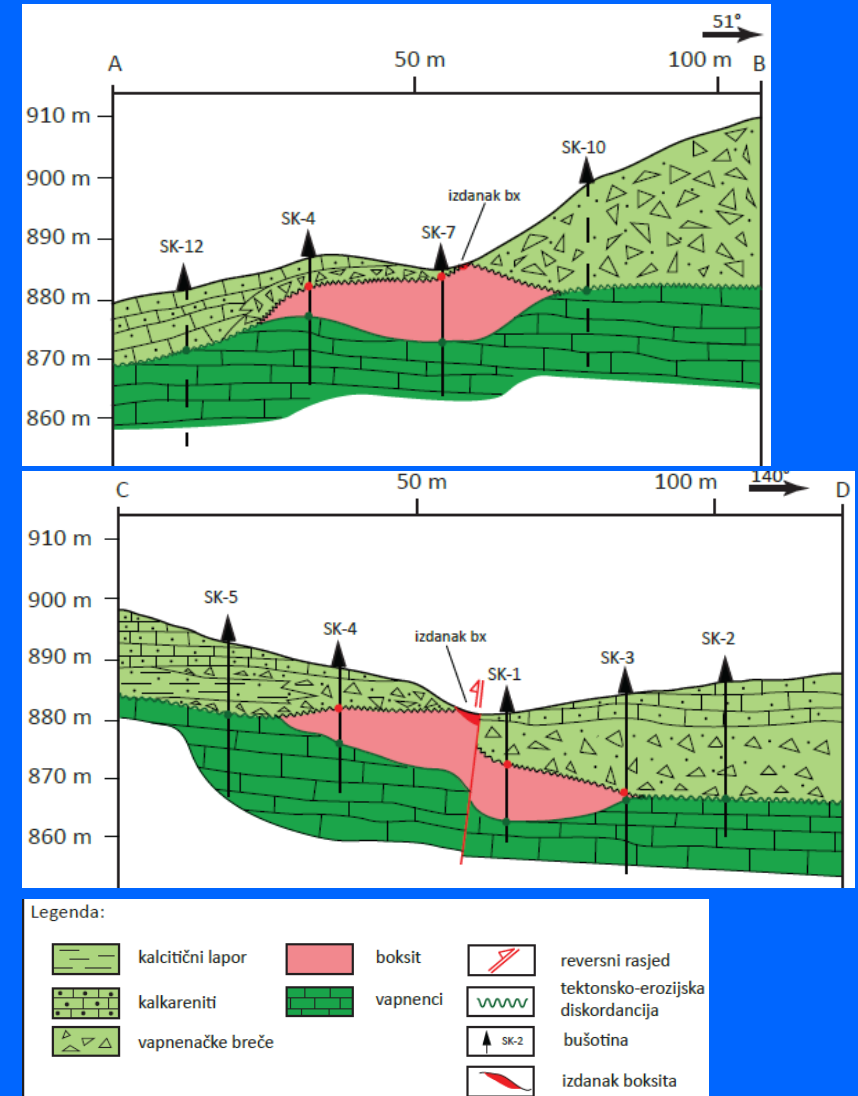 51°
A 50 m 100 m B
910 m
900 m
890 m
880 m
870 m
860 m
SK-12
SK-4
SK-7
izdanak bx
SK-10
140°
C 50 m 100 m D
910 m
900 m
890 m
880 m
870 m
860 m
SK-5
SK-4
izdanak bx
SK-1
SK-3
SK-2
Legenda:
kalcitični lapor
kalkareniti
vapnenačke breče
boksit
vapnenci
reversni rasjed
tektonsko-erozijska
diskordancija
SK-2 bušotina
izdanak boksita